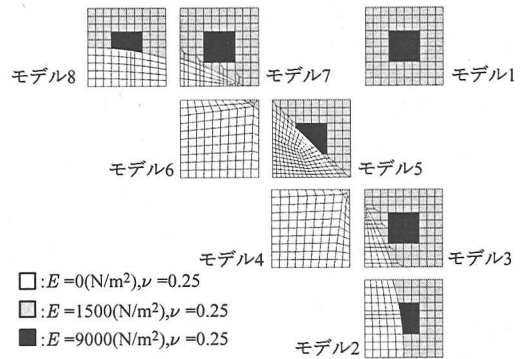 モデル8
モデル7
モデル1
モデル6
モデル5
モデル4
モデル3
□:E =0(N/m²),ν =0.25
:E =1500(N/m²),ν =0.25
■:E =9000(N/m²),ν =0.25
モデル2